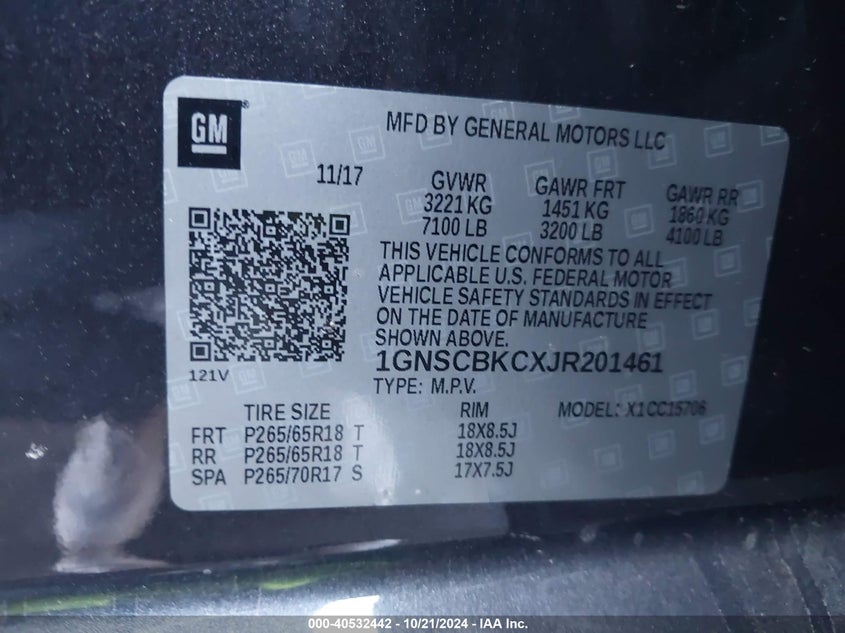 GM
MFD BY GENERAL MOTORS LLC
11/17
GVWR GAWR FRT GAWR RR
3221 KG 1451 KG 1860 KG
7100 LB 3200 LB 4100 LB
THIS VEHICLE CONFORMS TO ALL
APPLICABLE U.S. FEDERAL MOTOR
VEHICLE SAFETY STANDARDS IN EFFECT
ON THE DATE OF MANUFACTURE
SHOWN ABOVE.
1GNSCBKCXJR201461
121V
TYPE: M.P.V.
TIRE SIZE RIM MODEL: X1 CC15706
FRT P265/65R18 T 18X8.5J
RR P265/65R18 T 18X8.5J
SPA P265/70R17 S 17X7.5J
000-40532442 - 10/21/2024 - IAA Inc.